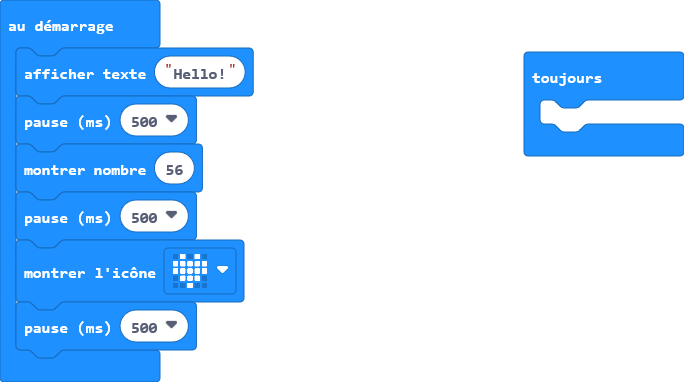 au démarrage
afficher texte "Hello!"
pause (ms) 500
montrer nombre 56
pause (ms) 500
montrer l'icône
pause (ms) 500
toujours